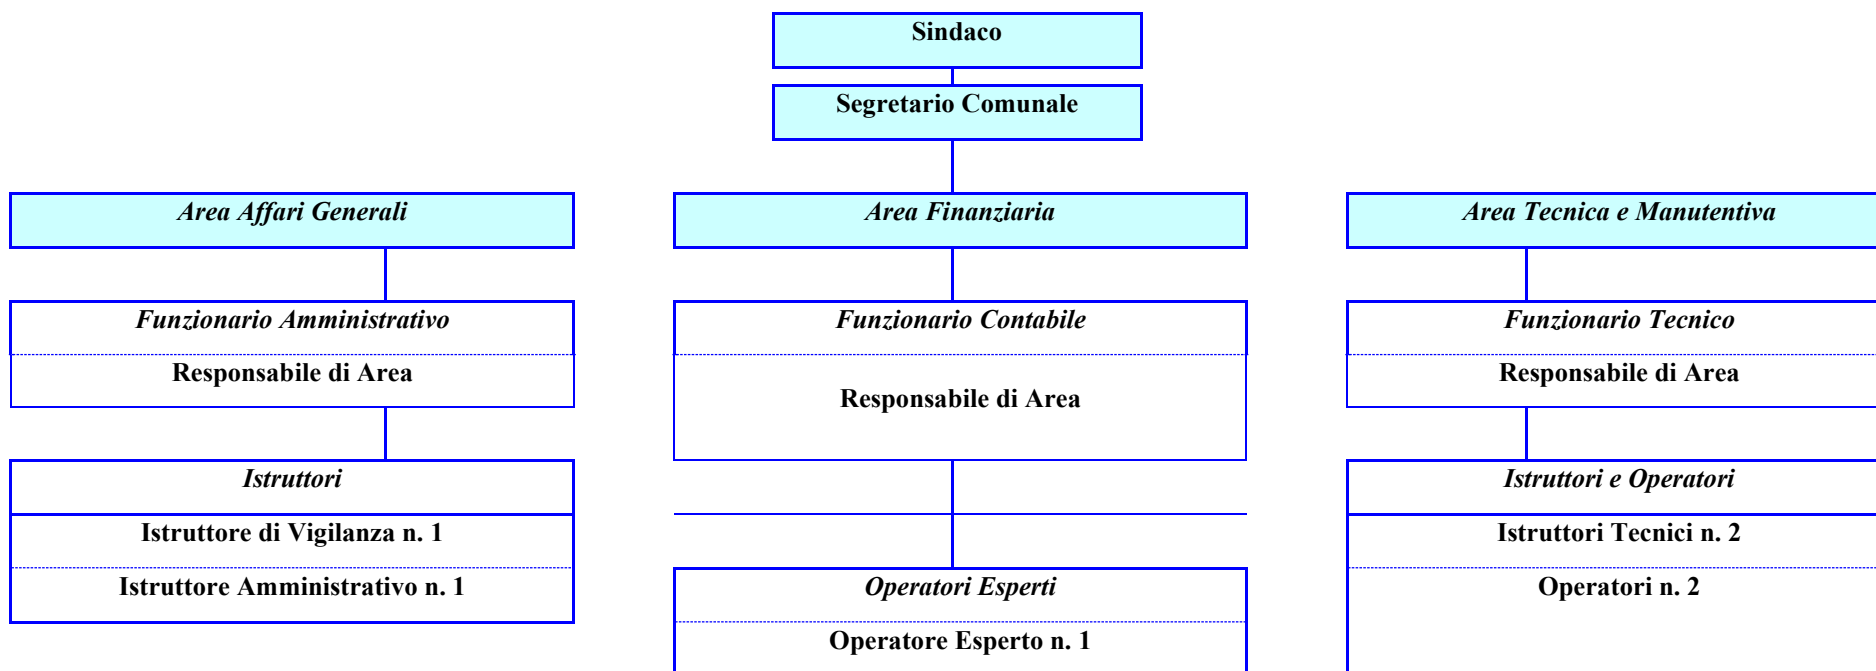 Sindaco
Segretario Comunale
Area Affari Generali
Area Finanziaria
Area Tecnica e Manutentiva
Funzionario Amministrativo
Responsabile di Area
Funzionario Contabile
Responsabile di Area
Funzionario Tecnico
Responsabile di Area
Istruttori
Istruttore di Vigilanza n. 1
Istruttore Amministrativo n. 1
Operatori Esperti
Operatore Esperto n. 1
Istruttori e Operatori
Istruttori Tecnici n. 2
Operatori n. 2